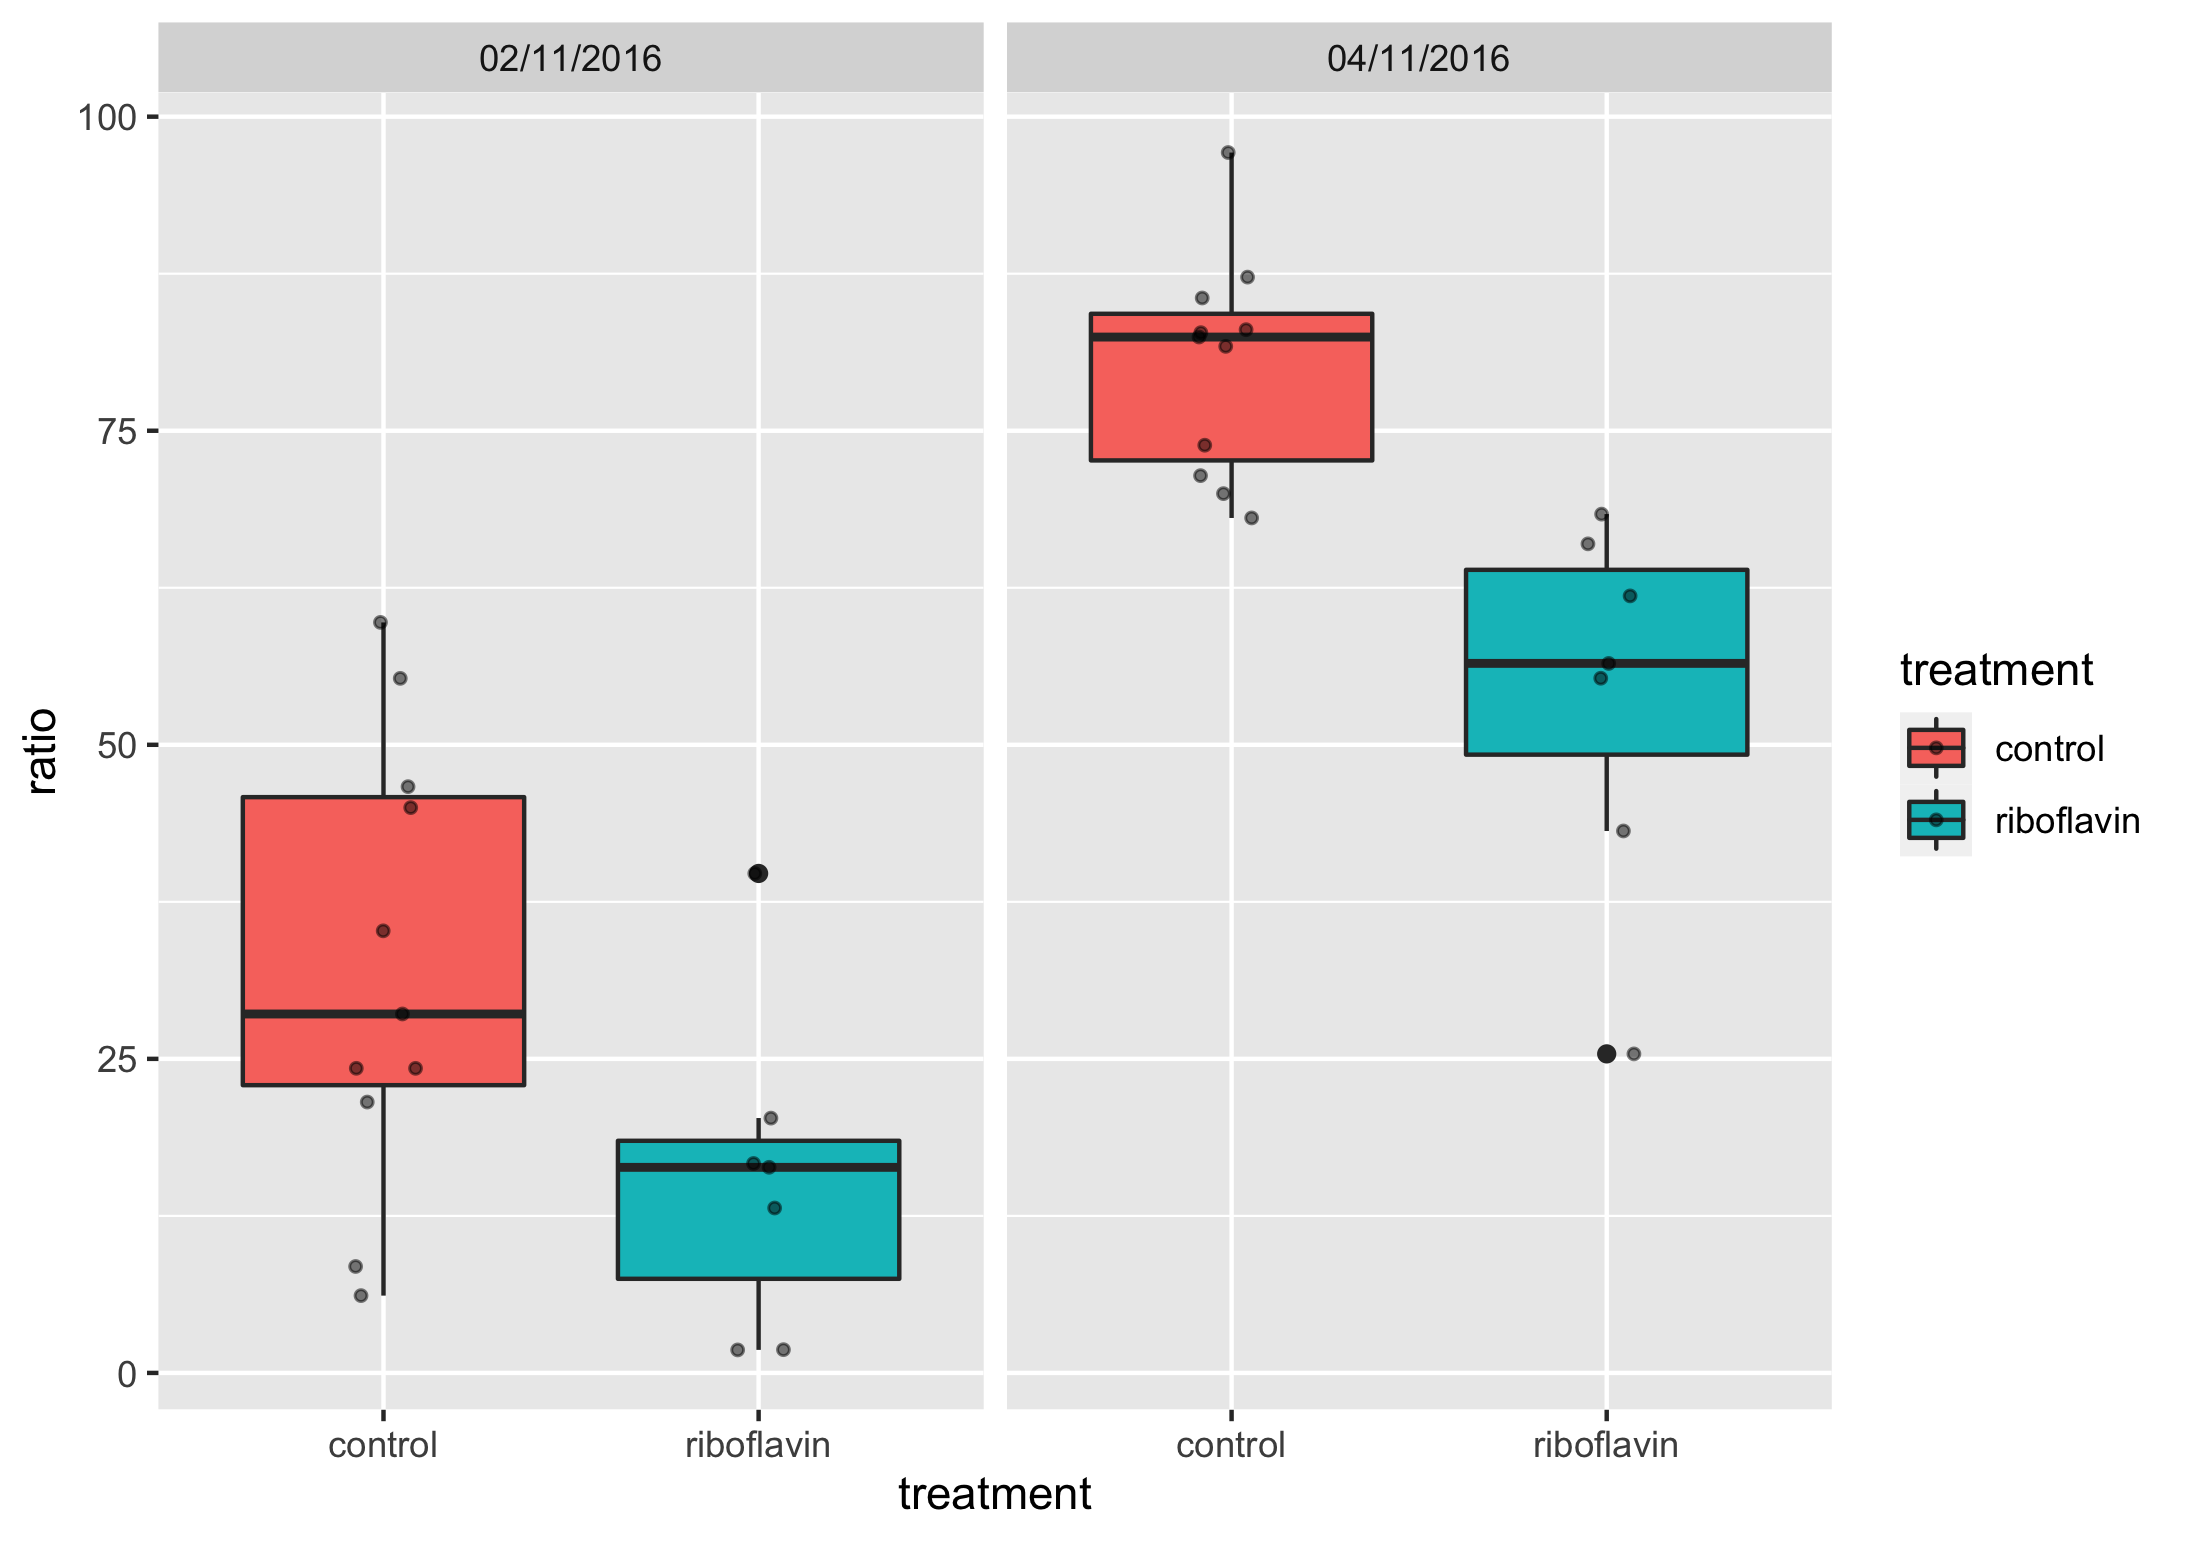 02/11/2016
04/11/2016
100
75
50
25
0
ratio
control
riboflavin
control
riboflavin
treatment
treatment
control
riboflavin